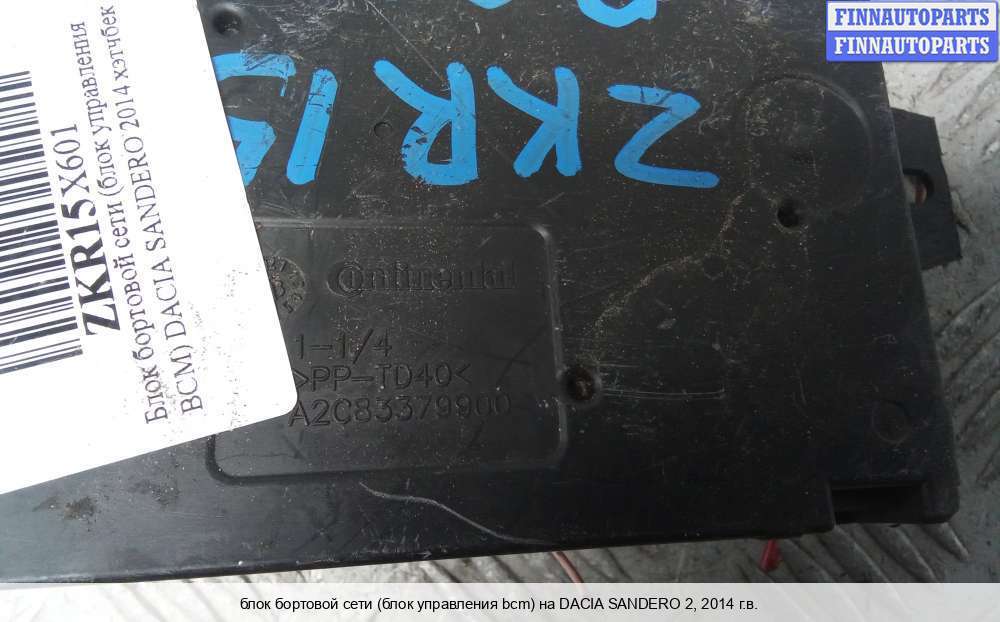 FINNAUTOPARTS
FINNAUTOPARTS
ZKR15
ZKR15X601
Блок бортовой сети (блок управления
BCM) DACIA SANDERO 2014 хэтчбек
Continental
1-1/4
>PP-TD40<
A2C83379900
блок бортовой сети (блок управления bcm) на DACIA SANDERO 2, 2014 г.в.